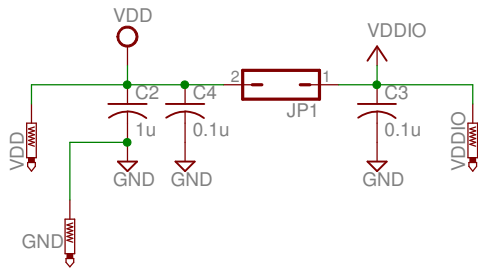 VDD
VDDIO
C2
C4
2
1
C3
JP1
1u
0.1u
0.1u
VDD
VDDIO
GND
GND
GND
GND